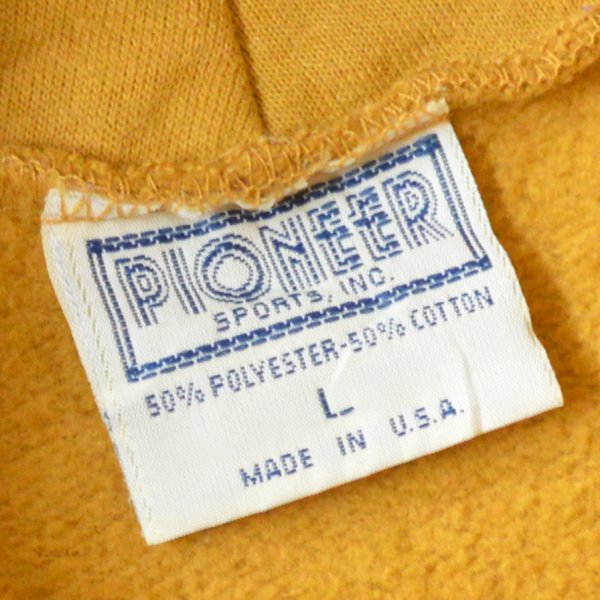 PIONEER
SPORTS, INC.
50% POLYESTER-50% COTTON
L
MADE IN U.S.A.